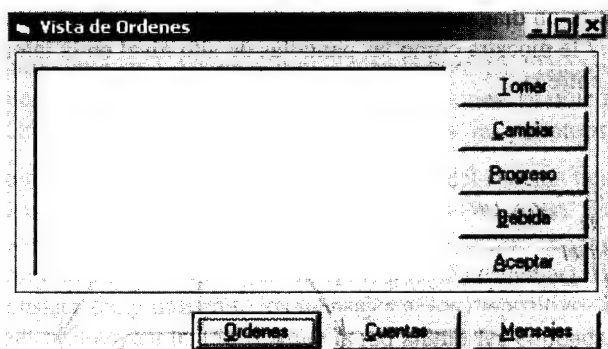 Vista de Ordenes
Tomar
Cambiar
Progreso
Bebida
Aceptar
Ordenes Cuentas Mensajes